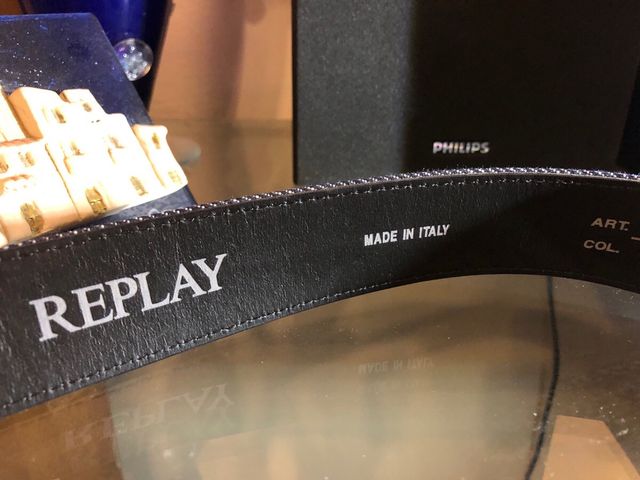 PHILIPS
REPLAY
MADE IN ITALY
ART.
COL.